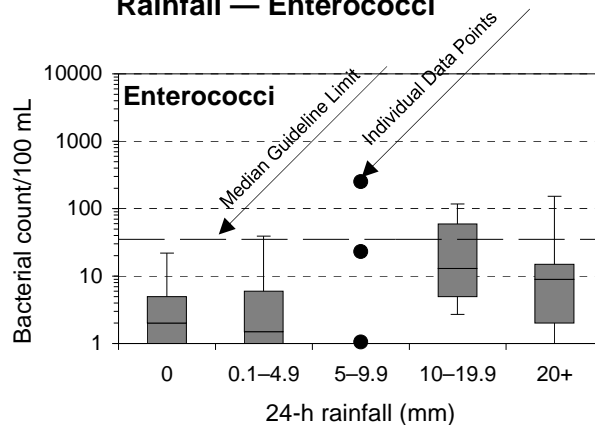 Rainfall — Enterococci
10000
1000
100
10
1
Bacterial count/100 mL
Enterococci
Median Guideline Limit
Individual Data Points
0
0.1–4.9
5–9.9
10–19.9
20+
24-h rainfall (mm)